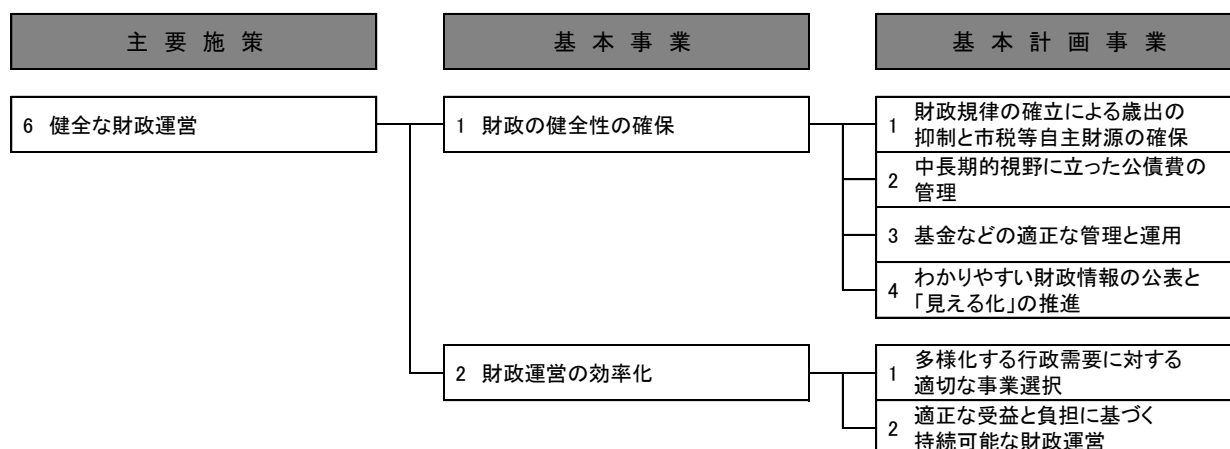 主要施策
基本事業
基本計画事業
6 健全な財政運営
1 財政の健全性の確保
1 財政規律の確立による歳出の
抑制と市税等自主財源の確保
2 中長期的視野に立った公債費の
管理
3 基金などの適正な管理と運用
4 わかりやすい財政情報の公表と
「見える化」の推進
2 財政運営の効率化
1 多様化する行政需要に対する
適切な事業選択
2 適正な受益と負担に基づく
持続可能な財政運営